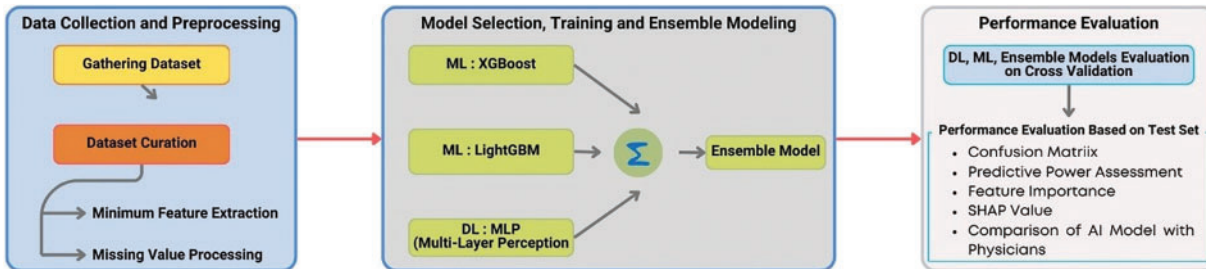 Data Collection and Preprocessing
Gathering Dataset
Dataset Curation
Minimum Feature Extraction
Missing Value Processing
Model Selection, Training and Ensemble Modeling
ML : XGBoost
ML : LightGBM
DL : MLP
(Multi-Layer Perception
Σ
Ensemble Model
Performance Evaluation
DL, ML, Ensemble Models Evaluation
on Cross Validation
Performance Evaluation Based on Test Set
• Confusion Matriix
• Predictive Power Assessment
• Feature Importance
• SHAP Value
• Comparison of AI Model with
Physicians